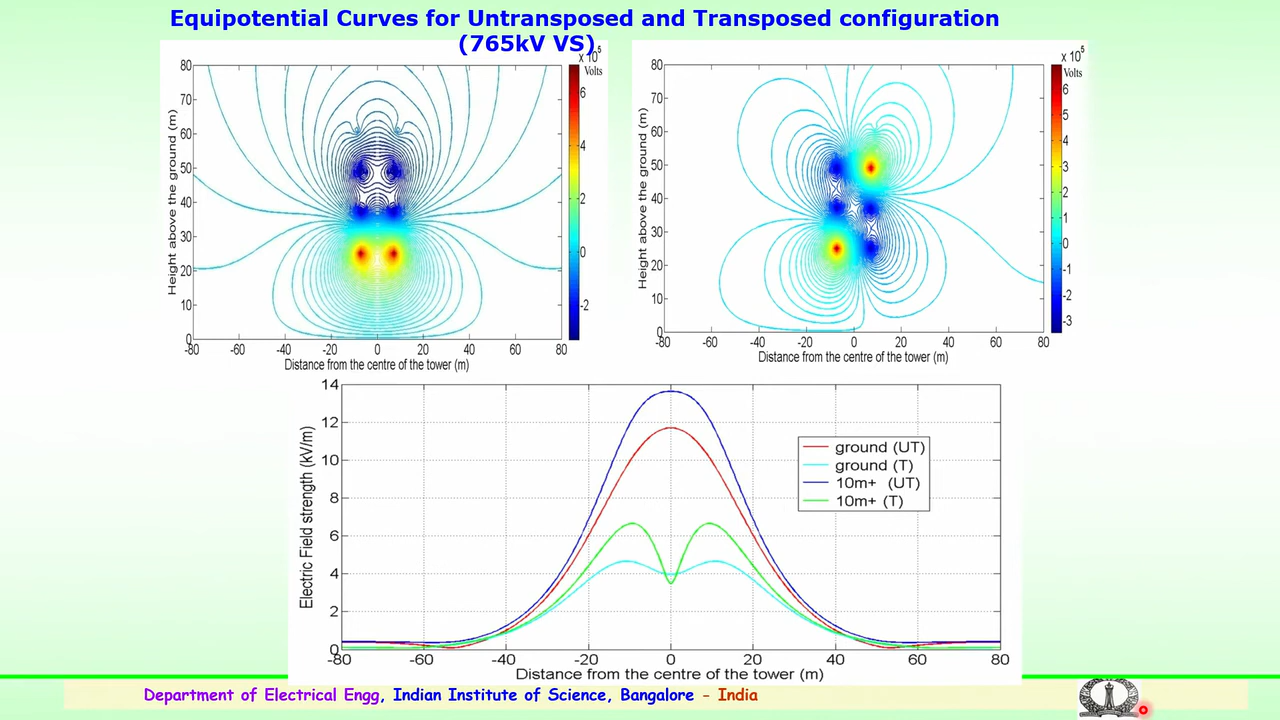 Equipotential Curves for Untransposed and Transposed configuration
(765kV VS)
x 10^5
Volts
80
70
60
50
40
30
20
10
0
6
4
2
0
-2
Height above the ground (m)
-80 -60 -40 -20 0 20 40 60 80
Distance from the centre of the tower (m)
x 10^5
Volts
80
70
60
50
40
30
20
10
0
6
5
4
3
2
1
0
-1
-2
-3
Height above the ground (m)
-80 -60 -40 -20 0 20 40 60 80
Distance from the centre of the tower (m)
14
12
10
8
6
4
2
0
Electric Field strength (kV/m)
ground (UT)
ground (T)
10m+ (UT)
10m+ (T)
-80 -60 -40 -20 0 20 40 60 80
Distance from the centre of the tower (m)
Department of Electrical Engg, Indian Institute of Science, Bangalore - India